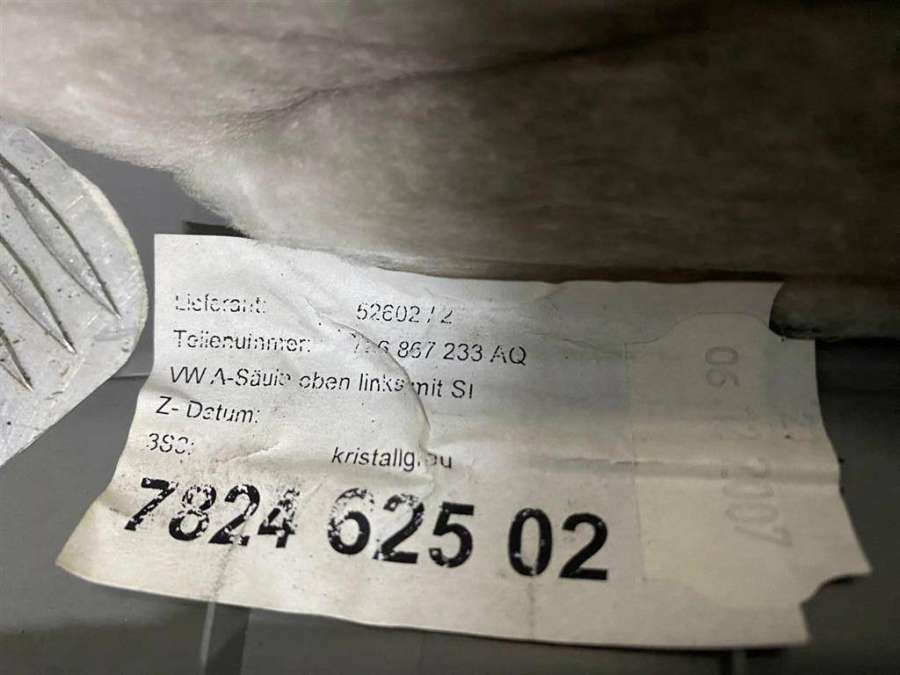 Lieferant: 52602 / 2
Teilenummer: 867 233 AQ
VW A-Säule oben links mit SI
Z- Datum:
3S3:
kristallgrau
7824 625 02
06